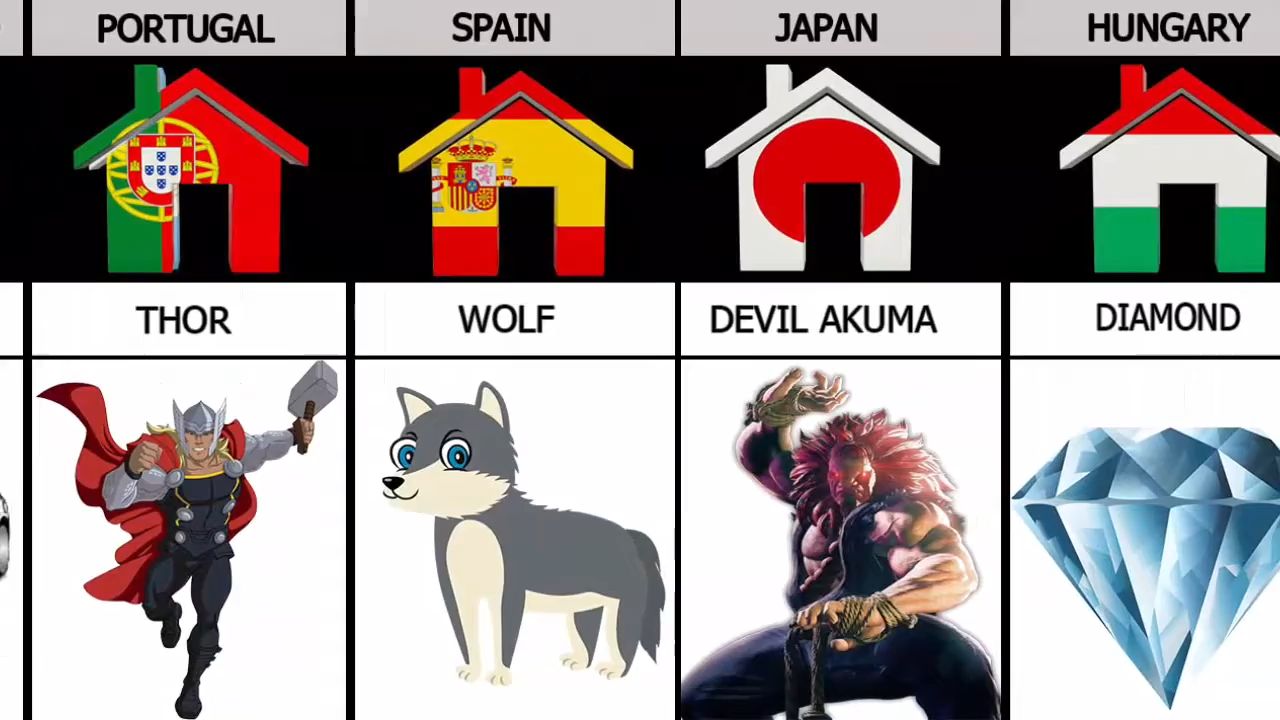 PORTUGAL
SPAIN
JAPAN
HUNGARY
THOR
WOLF
DEVIL AKUMA
DIAMOND